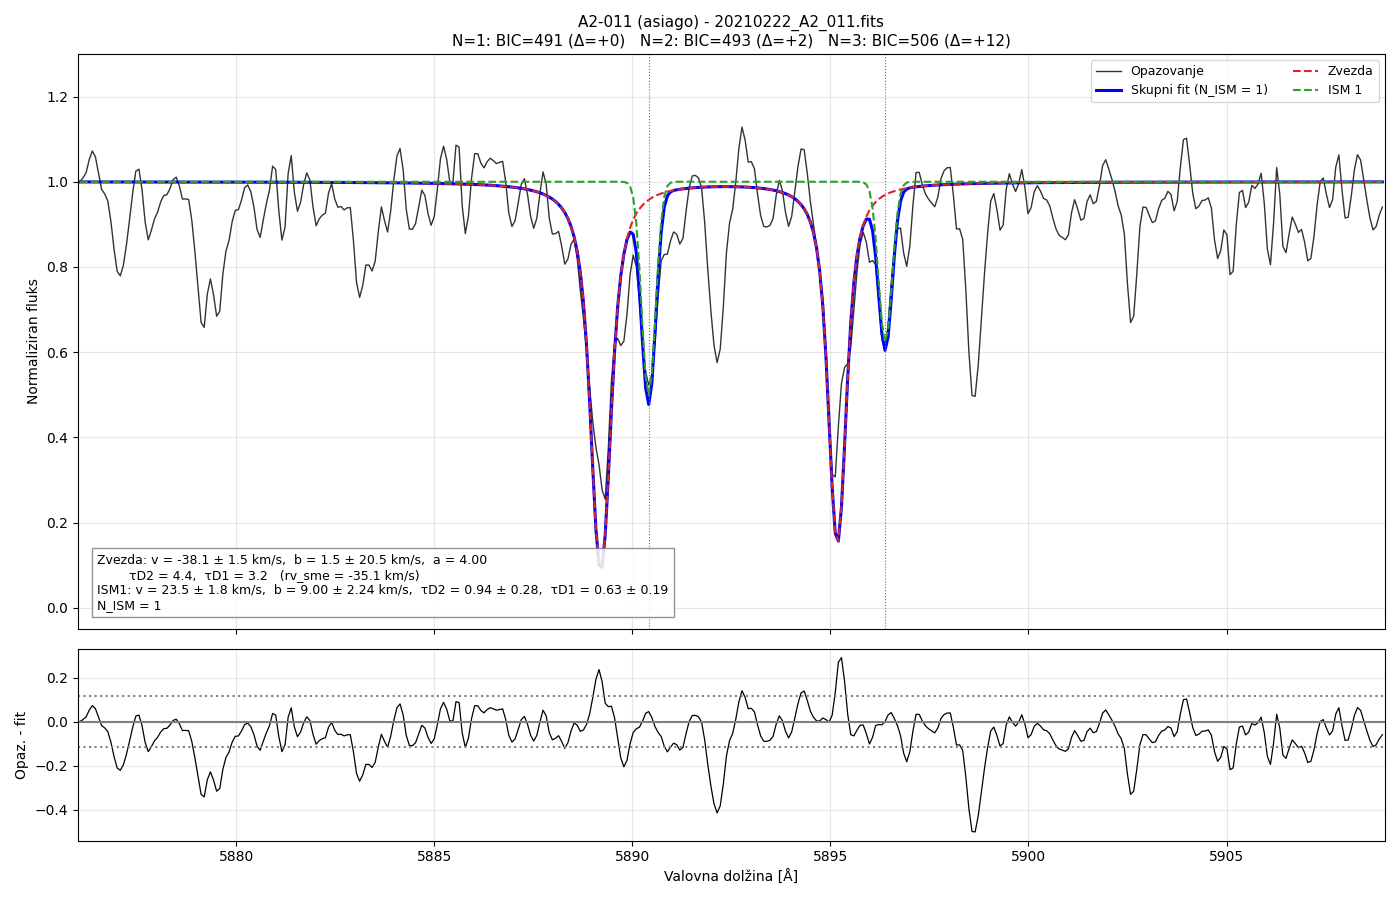 A2-011 (asiago) - 20210222_A2_011.fits
N=1: BIC=491 (Δ=+0)   N=2: BIC=493 (Δ=+2)   N=3: BIC=506 (Δ=+12)
Opazovanje
Skupni fit (N_ISM = 1)
Zvezda
ISM 1
Normaliziran fluks
1.2
1.0
0.8
0.6
0.4
0.2
0.0
Zvezda: v = -38.1 ± 1.5 km/s,  b = 1.5 ± 20.5 km/s,  a = 4.00
τD2 = 4.4,  τD1 = 3.2   (rv_sme = -35.1 km/s)
ISM1: v = 23.5 ± 1.8 km/s,  b = 9.00 ± 2.24 km/s,  τD2 = 0.94 ± 0.28,  τD1 = 0.63 ± 0.19
N_ISM = 1
Opaz. - fit
0.2
0.0
−0.2
−0.4
5880
5885
5890
5895
5900
5905
Valovna dolžina [Å]